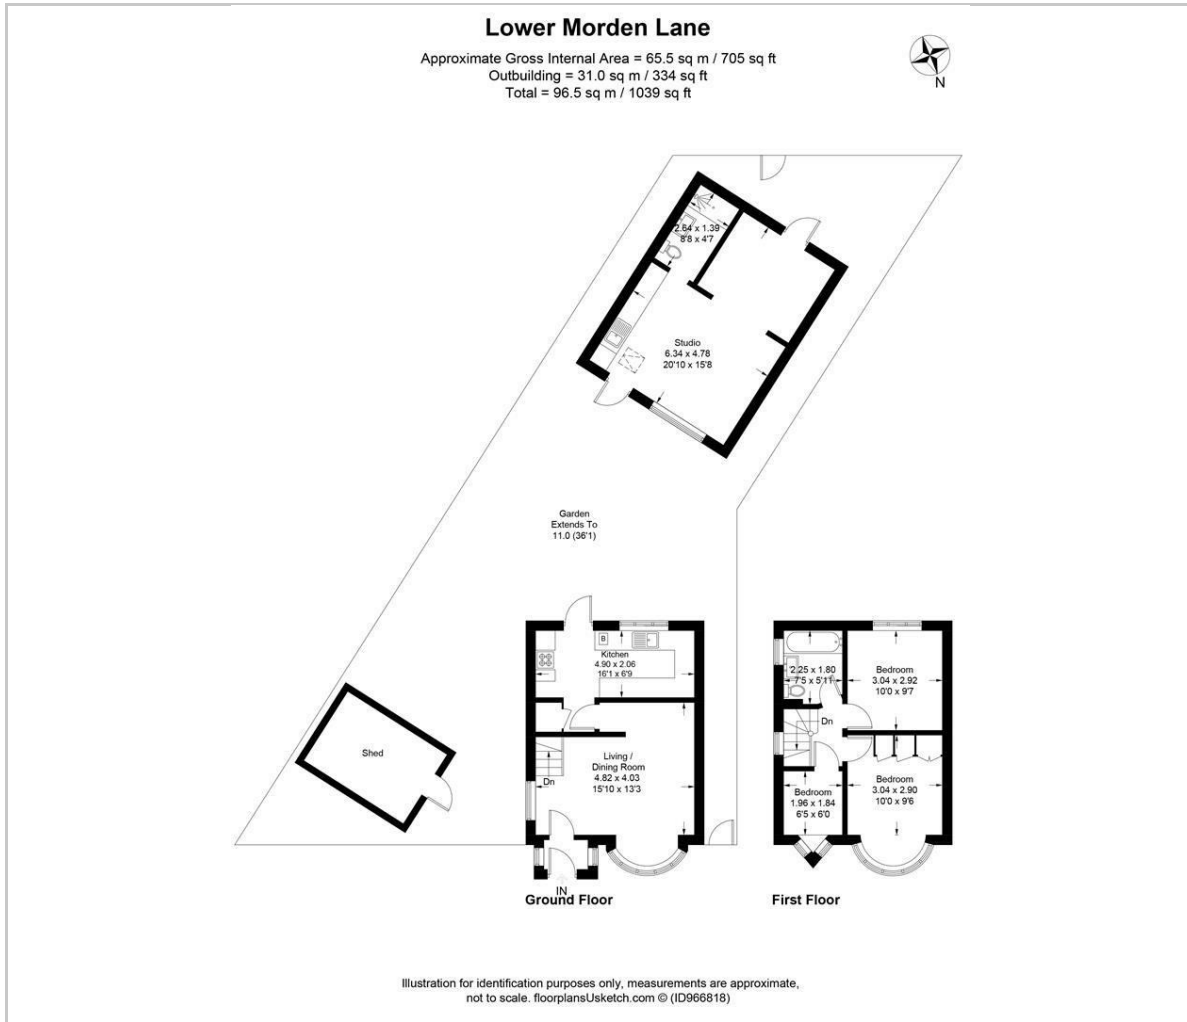 Lower Morden Lane
Approximate Gross Internal Area = 65.5 sq m / 705 sq ft
Outbuilding = 31.0 sq m / 334 sq ft
Total = 96.5 sq m / 1039 sq ft
N
2.64 x 1.39
8'8 x 4'7
Studio
6.34 x 4.78
20'10 x 15'8
Garden
Extends To
11.0 (36'1)
B
Kitchen
4.90 x 2.06
16'1 x 6'9
Shed
Living /
Dining Room
4.82 x 4.03
15'10 x 13'3
Dn
IN
Ground Floor
2.25 x 1.80
7'5 x 5'11
Bedroom
3.04 x 2.92
10'0 x 9'7
Dn
Bedroom
3.04 x 2.90
10'0 x 9'6
Bedroom
1.96 x 1.84
6'5 x 6'0
First Floor
Illustration for identification purposes only, measurements are approximate,
not to scale. floorplansUsketch.com © (ID966818)